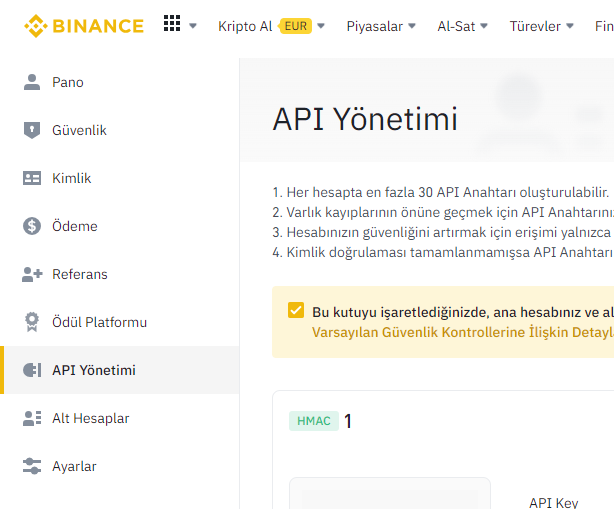 BINANCE
Kripto Al EUR Piyasalar Al-Sat Türevler Fin
Pano
Güvenlik
Kimlik
Ödeme
Referans
Ödül Platformu
API Yönetimi
Alt Hesaplar
Ayarlar
API Yönetimi
1. Her hesapta en fazla 30 API Anahtarı oluşturulabilir.
2. Varlık kayıplarının önüne geçmek için API Anahtarını
3. Hesabınızın güvenliğini artırmak için erişimi yalnızca
4. Kimlik doğrulaması tamamlanmamışsa API Anahtarı
Bu kutuyu işaretlediğinizde, ana hesabınız ve al
Varsayılan Güvenlik Kontrollerine İlişkin Detayl
HMAC 1
API Key